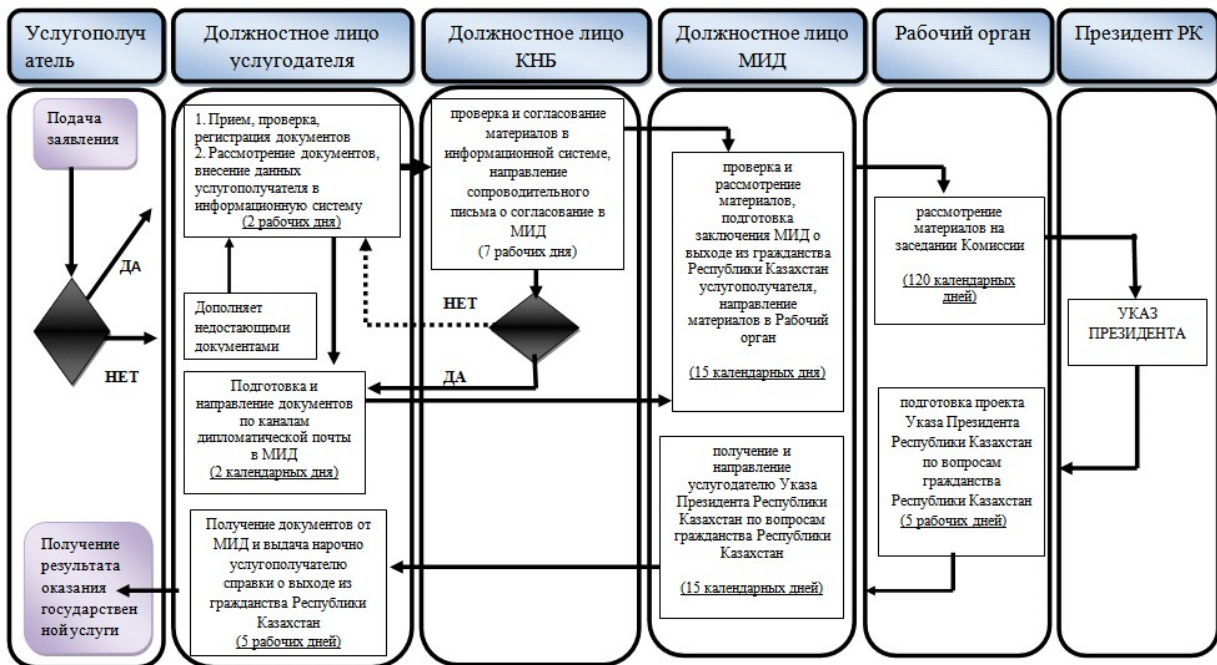 Услугополуч
атель
Должностное лицо
услугодателя
Должностное лицо
КНБ
Должностное лицо
МИД
Рабочий орган
Президент РК
Подача
заявления
ДА
НЕТ
Получение
результата
оказания
государствен
ной услуги
1. Прием, проверка,
регистрация документов
2. Рассмотрение документов,
внесение данных
услугополучателя в
информационную систему
(2 рабочих дня)
Дополняет
недостающими
документами
Подготовка и
направление документов
по каналам
дипломатической почты
в МИД
(2 календарных дня)
Получение документов от
МИД и выдача нарочно
услугополучателю
справки о выходе из
гражданства Республики
Казахстан
(5 рабочих дней)
проверка и согласование
материалов в
информационной системе,
направление
сопроводительного
письма о согласование в
МИД
(7 рабочих дня)
НЕТ
ДА
проверка и
рассмотрение
материалов,
подготовка
заключения МИД о
выходе из гражданства
Республики Казахстан
услугополучателя,
направление
материалов в Рабочий
орган
(15 календарных дня)
получение и
направление
услугодателю Указа
Президента Республики
Казахстан по вопросам
гражданства Республики
Казахстан
(15 календарных дней)
рассмотрение
материалов на
заседании Комиссии
(120 календарных
дней)
подготовка проекта
Указа Президента
Республики Казахстан
по вопросам
гражданства
Республики Казахстан
(5 рабочих дней)
УКАЗ
ПРЕЗИДЕНТА